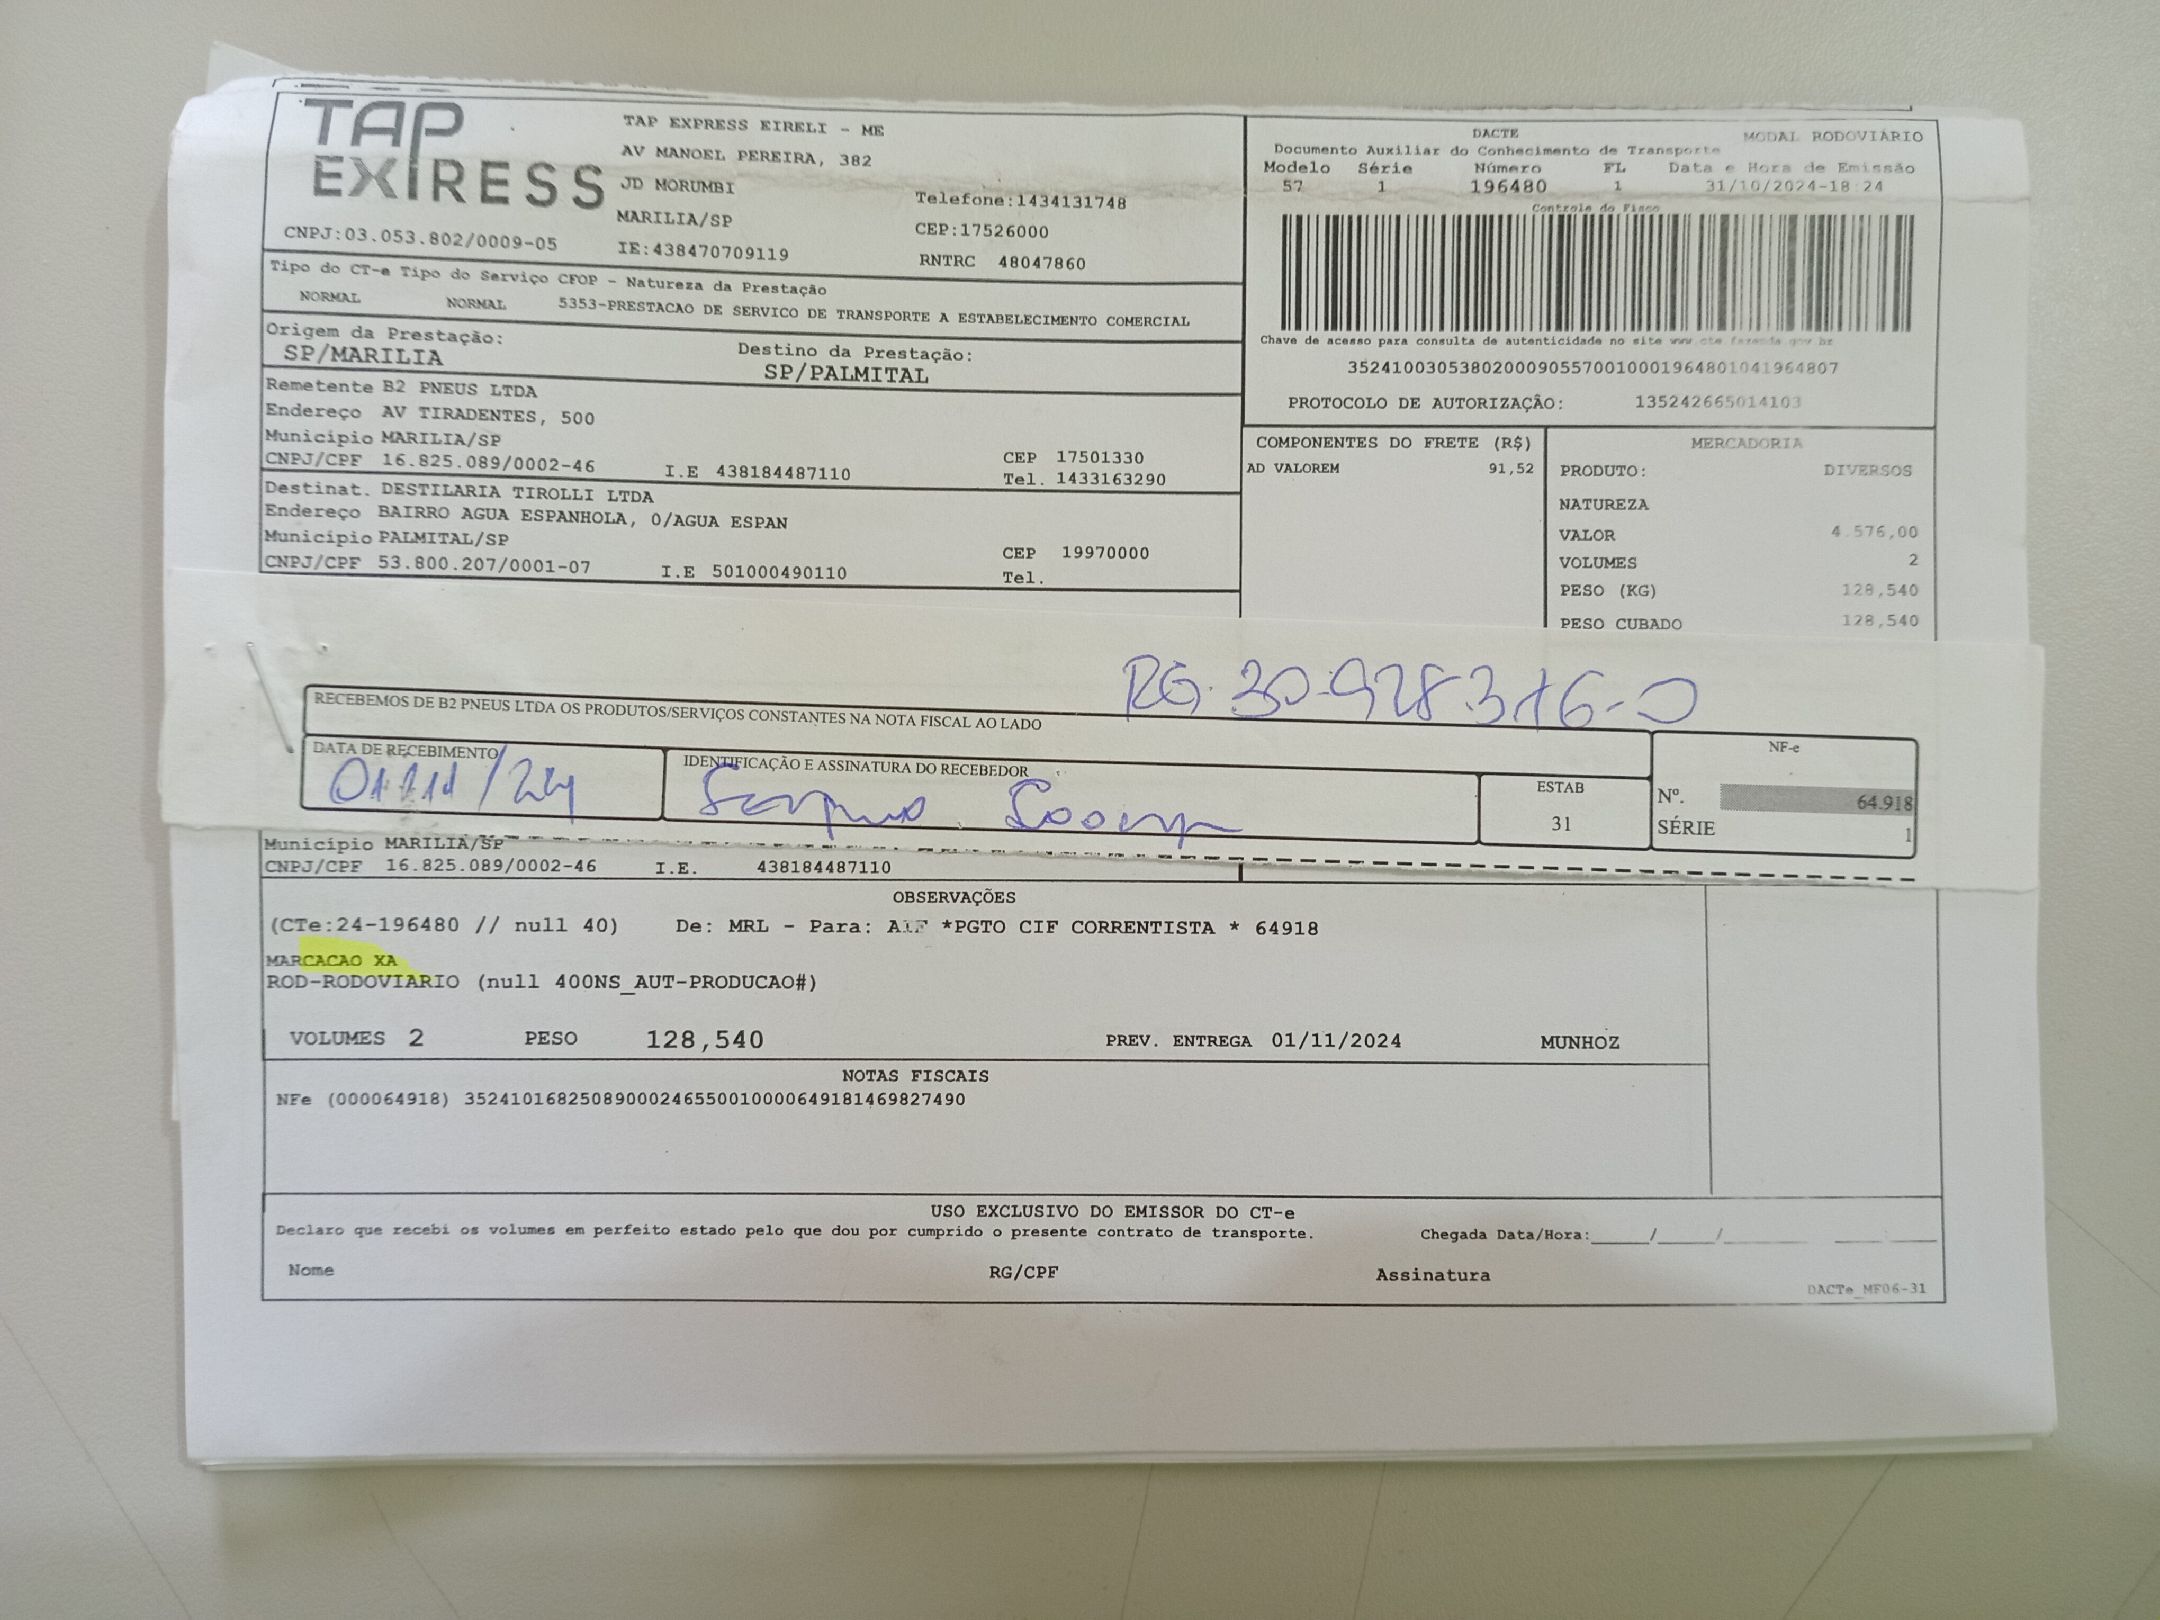 TAP
EXIRESS
TAP EXPRESS EIRELI - ME
AV MANOEL PEREIRA, 382
JD MORUMBI
MARILIA/SP
Telefone:1434131748
CEP:17526000
CNPJ:03.053.802/0009-05
IE:438470709119
RNTRC 48047860
DACTE
MODAL RODOVIÁRIO
Documento Auxiliar do Conhecimento de Transporte
Modelo Série Número FL Data e Hora de Emissão
57 1 196480 1 31/10/2024-18:24
Controle do Fisco
Chave de acesso para consulta de autenticidade no site www.cte.fazenda.gov.br
35241003053802000905570010001964801041964807
PROTOCOLO DE AUTORIZAÇÃO: 135242665014103
Tipo do CT-e Tipo do Serviço CFOP - Natureza da Prestação
NORMAL NORMAL 5353-PRESTACAO DE SERVICO DE TRANSPORTE A ESTABELECIMENTO COMERCIAL
Origem da Prestação:
SP/MARILIA
Destino da Prestação:
SP/PALMITAL
Remetente B2 PNEUS LTDA
Endereço AV TIRADENTES, 500
Município MARILIA/SP
CEP 17501330
CNPJ/CPF 16.825.089/0002-46 I.E 438184487110
Tel. 1433163290
Destinat. DESTILARIA TIROLLI LTDA
Endereço BAIRRO AGUA ESPANHOLA, 0/AGUA ESPAN
Município PALMITAL/SP
CEP 19970000
CNPJ/CPF 53.800.207/0001-07 I.E 501000490110
Tel.
COMPONENTES DO FRETE (R$)
AD VALOREM 91,52
MERCADORIA
PRODUTO: DIVERSOS
NATUREZA
VALOR 4.576,00
VOLUMES 2
PESO (KG) 128,540
PESO CUBADO 128,540
RG. 30.928.316-0
RECEBEMOS DE B2 PNEUS LTDA OS PRODUTOS/SERVIÇOS CONSTANTES NA NOTA FISCAL AO LADO
DATA DE RECEBIMENTO
01/11/24
IDENTIFICAÇÃO E ASSINATURA DO RECEBEDOR
ESTAB
31
NF-e
Nº. 64.918
SÉRIE 1
Município MARILIA/SP
CNPJ/CPF 16.825.089/0002-46 I.E. 438184487110
OBSERVAÇÕES
(CTe:24-196480 // null 40) De: MRL - Para: *PGTO CIF CORRENTISTA * 64918
MARCACAO XA
ROD-RODOVIARIO (null 400NS_AUT-PRODUCAO#)
VOLUMES 2 PESO 128,540 PREV. ENTREGA 01/11/2024 MUNHOZ
NOTAS FISCAIS
NFe (000064918) 35241016825089000246550010000649181469827490
USO EXCLUSIVO DO EMISSOR DO CT-e
Declaro que recebi os volumes em perfeito estado pelo que dou por cumprido o presente contrato de transporte.
Chegada Data/Hora:_____/_____/_______ ____:____
Nome RG/CPF Assinatura
DACTe_MF06-31